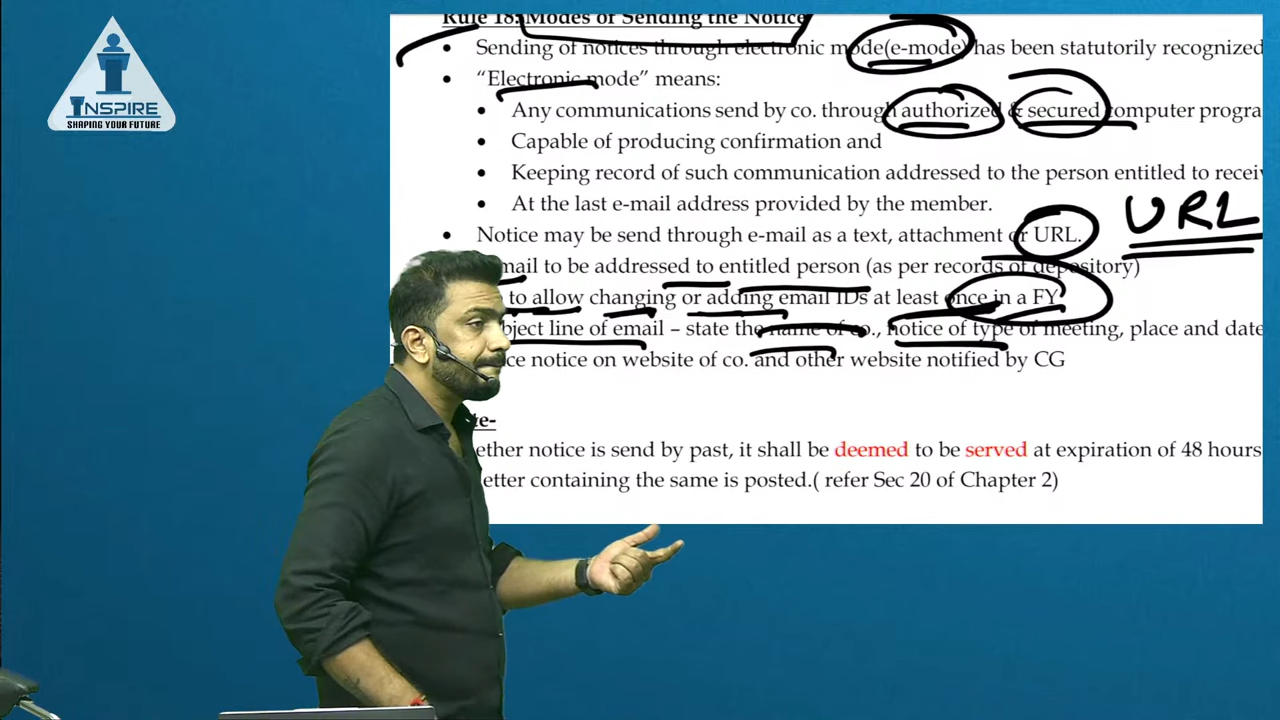 INSPIRE
SHAPING YOUR FUTURE
Rule 18: Modes of Sending the Notice
• Sending of notices through electronic mode(e-mode) has been statutorily recognized
• “Electronic mode” means:
• Any communications send by co. through authorized & secured computer progra
• Capable of producing confirmation and
• Keeping record of such communication addressed to the person entitled to recei
• At the last e-mail address provided by the member.
• Notice may be send through e-mail as a text, attachment or URL.
URL
mail to be addressed to entitled person (as per records of depository)
to allow changing or adding email IDs at least once in a FY
bject line of email – state the name of co., notice of type of meeting, place and date
ce notice on website of co. and other website notified by CG
te-
ether notice is send by past, it shall be deemed to be served at expiration of 48 hours
etter containing the same is posted.( refer Sec 20 of Chapter 2)